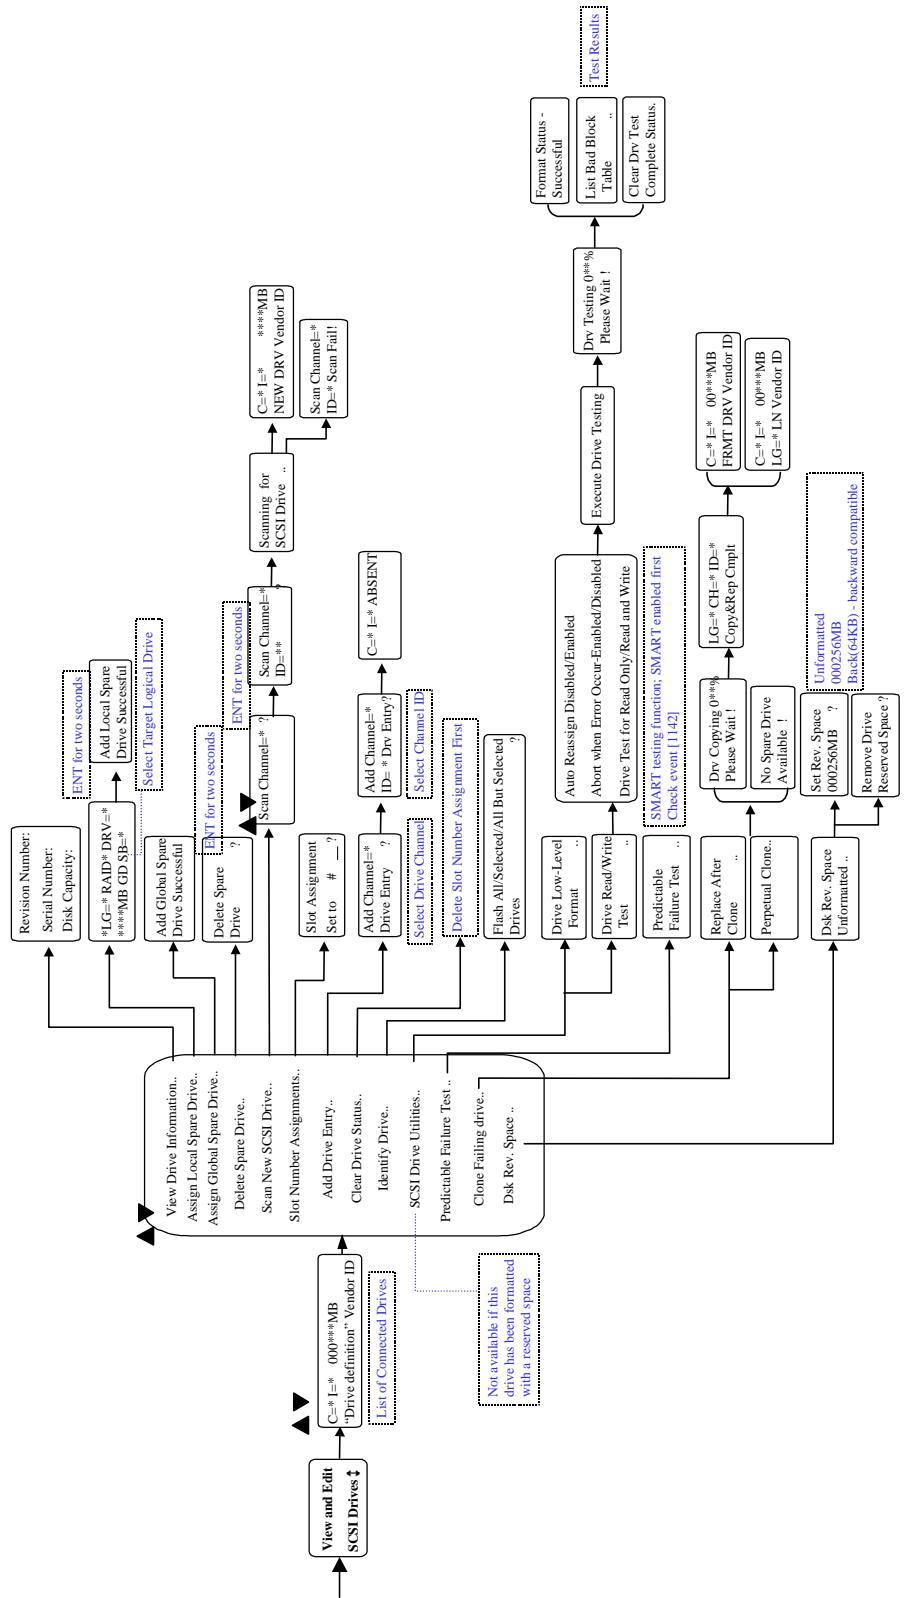 View and Edit
SCSI Drives
C=* I=* 000***MB
"Drive definition" Vendor ID
List of Connected Drives
View Drive Information..
Assign Local Spare Drive..
Assign Global Spare Drive..
Delete Spare Drive..
Scan New SCSI Drive..
Slot Number Assignments..
Add Drive Entry..
Clear Drive Status..
Identify Drive..
SCSI Drive Utilities..
Predictable Failure Test ..
Clone Failing drive..
Dsk Rev. Space ..
Not available if this
drive has been formatted
with a reserved space
Revision Number:
Serial Number:
Disk Capacity:
*LG=* RAID* DRV=*
****MB GD SB=*
ENT for two seconds
Add Local Spare
Drive Successful
Select Target Logical Drive
Add Global Spare
Drive Successful
Delete Spare
Drive ?
ENT for two seconds
Scan Channel=* ?
ENT for two seconds
Scan Channel=* ?
ID=**
Scanning for
SCSI Drive ..
C=* I=* ****MB
NEW DRV Vendor ID
Scan Channel=*
ID=* Scan Fail!
Slot Assignment
Set to # __ ?
Add Channel=*
Drive Entry ?
Select Drive Channel
Add Channel=*
ID= * Drv Entry?
Select Channel ID
C=* I=* ABSENT
Delete Slot Number Assignment First
Flash All/Selected/All But Selected
Drives ?
Drive Low-Level
Format ..
Drive Read/Write
Test ..
Auto Reassign Disabled/Enabled
Abort when Error Occur-Enabled/Disabled
Drive Test for Read Only/Read and Write
Execute Drive Testing
Drv Testing 0**%
Please Wait !
Format Status -
Successful
List Bad Block
Table ..
Clear Drv Test
Complete Status.
Test Results
Predictable
Failure Test ..
SMART testing function; SMART enabled first
Check event [1142]
Replace After
Clone ..
Perpetual Clone..
Drv Copying 0**%
Please Wait !
No Spare Drive
Available !
LG=* CH=* ID=*
Copy&Rep Cmplt
C=* I=* 00***MB
FRMT DRV Vendor ID
C=* I=* 00***MB
LG=* LN Vendor ID
Dsk Rev. Space
Unformatted ..
Set Rev. Space
000256MB ?
Remove Drive
Reserved Space ?
Unformatted
000256MB
Back(64KB) - backward compatible